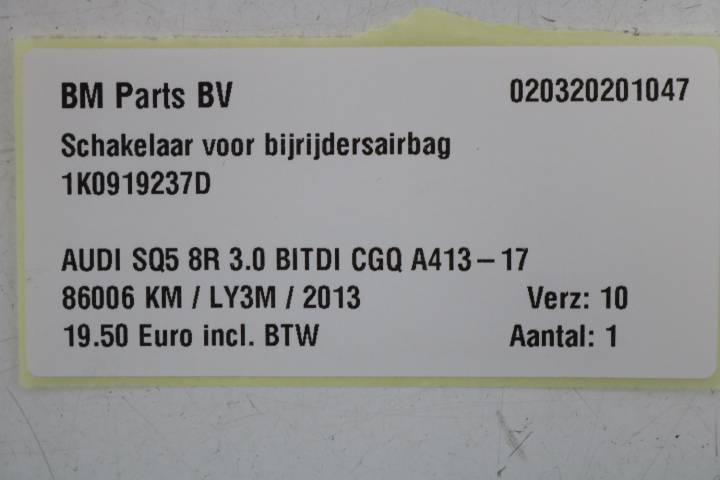 BM Parts BV 020320201047
Schakelaar voor bijrijdersairbag
1K0919237D
AUDI SQ5 8R 3.0 BITDI CGQ A413-17
86006 KM / LY3M / 2013 Verz: 10
19.50 Euro incl. BTW Aantal: 1